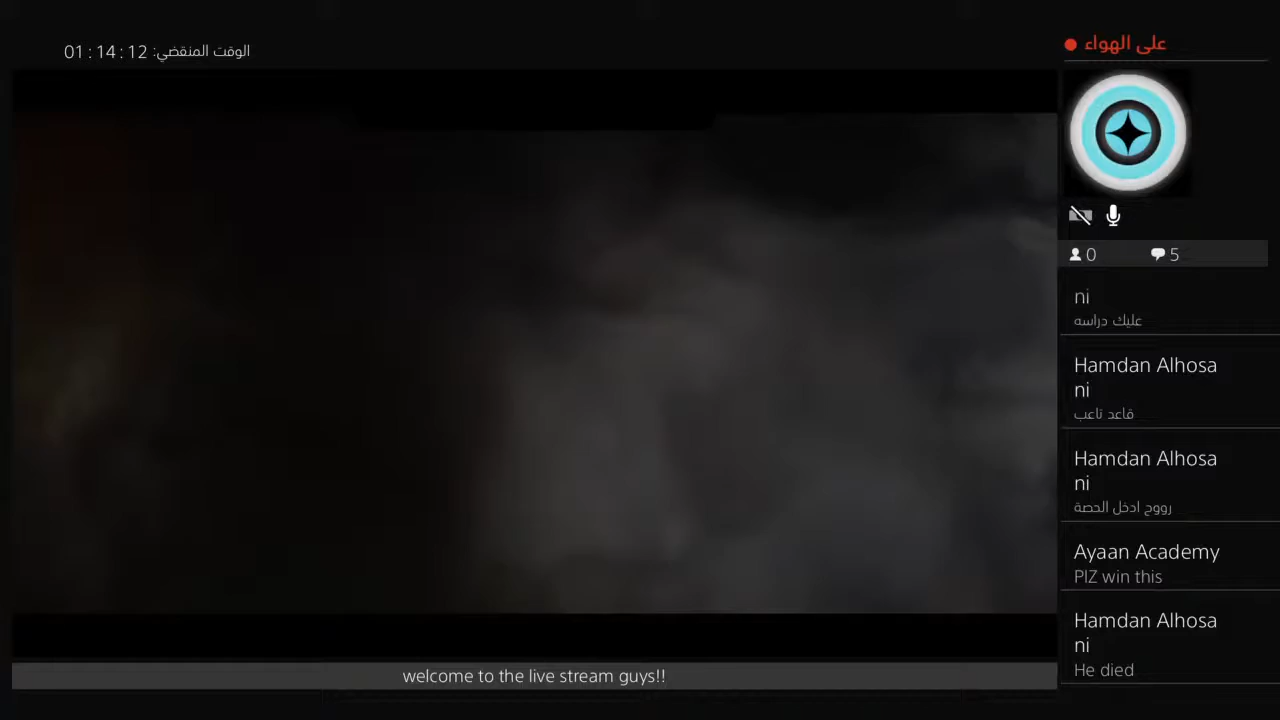 الوقت المنقضي: 01:14:12
على الهواء
0 5
ni
عليك دراسه
Hamdan Alhosa
ni
قاعد تاعب
Hamdan Alhosa
ni
رووح ادخل الحصة
Ayaan Academy
PlZ win this
Hamdan Alhosa
ni
He died
welcome to the live stream guys!!